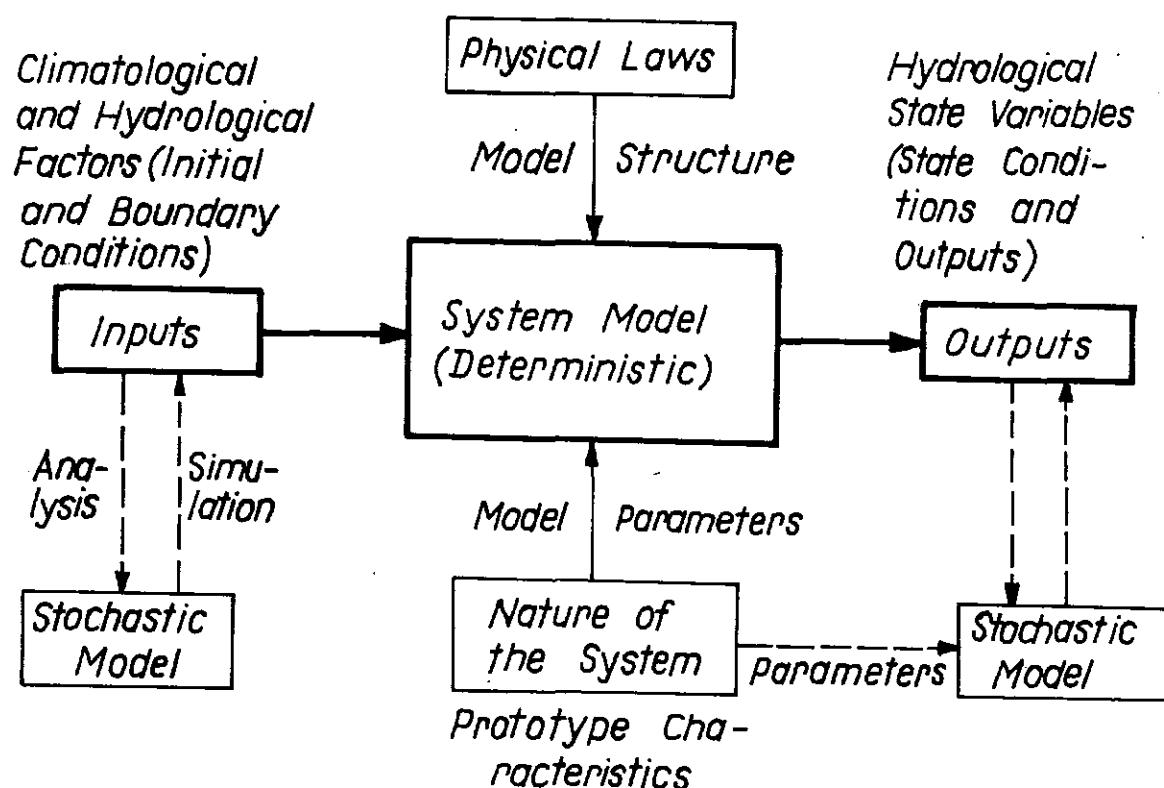 Climatological
and Hydrological
Factors (Initial
and Boundary
Conditions)
Physical Laws
Hydrological
State Variables
(State Condi-
tions and
Outputs)
Model Structure
Inputs
System Model
(Deterministic)
Outputs
Ana-
lysis
Simu-
lation
Model Parameters
Stochastic
Model
Nature of
the System
Parameters
Stochastic
Model
Prototype Cha-
racteristics